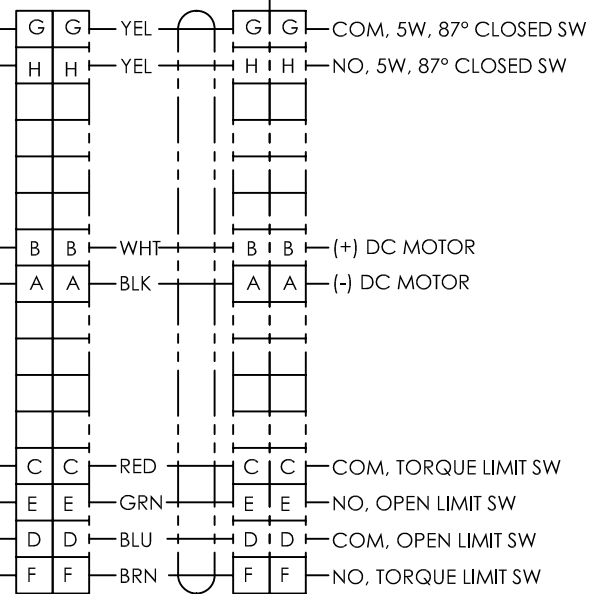 G G YEL G G COM, 5W, 87° CLOSED SW
H H YEL H H NO, 5W, 87° CLOSED SW
B B WHT B B (+) DC MOTOR
A A BLK A A (-) DC MOTOR
C C RED C C COM, TORQUE LIMIT SW
E E GRN E E NO, OPEN LIMIT SW
D D BLU D D COM, OPEN LIMIT SW
F F BRN F F NO, TORQUE LIMIT SW